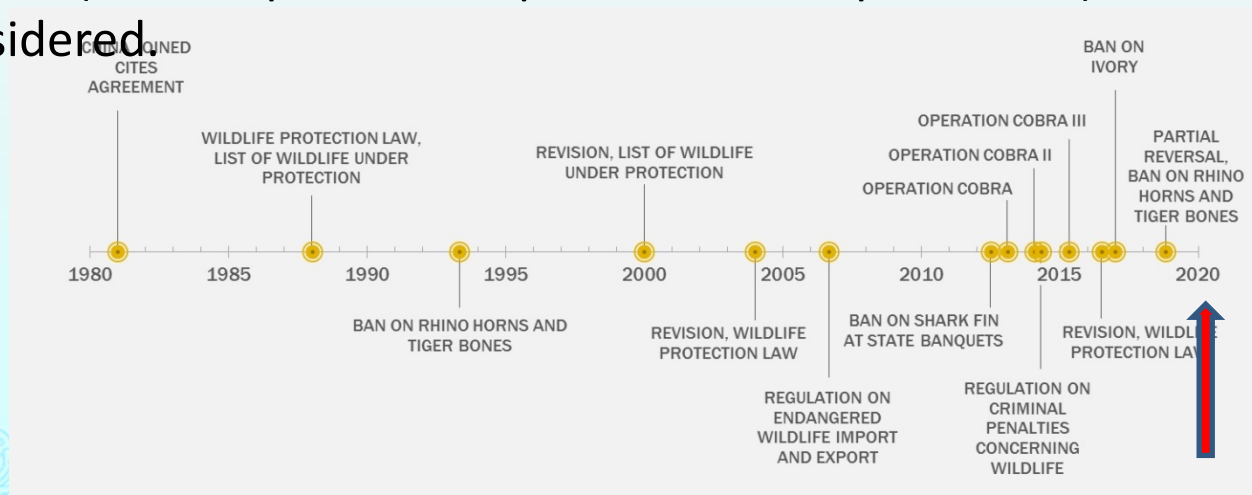 sidered.
CHINA JOINED
CITES
AGREEMENT
WILDLIFE PROTECTION LAW,
LIST OF WILDLIFE UNDER
PROTECTION
REVISION, LIST OF WILDLIFE
UNDER PROTECTION
OPERATION COBRA
OPERATION COBRA II
OPERATION COBRA III
BAN ON
IVORY
PARTIAL
REVERSAL,
BAN ON RHINO
HORNS AND
TIGER BONES
1980 1985 1990 1995 2000 2005 2010 2015 2020
BAN ON RHINO HORNS AND
TIGER BONES
REVISION, WILDLIFE
PROTECTION LAW
REGULATION ON
ENDANGERED
WILDLIFE IMPORT
AND EXPORT
BAN ON SHARK FIN
AT STATE BANQUETS
REGULATION ON
CRIMINAL
PENALTIES
CONCERNING
WILDLIFE
REVISION, WILDLIFE
PROTECTION LAW